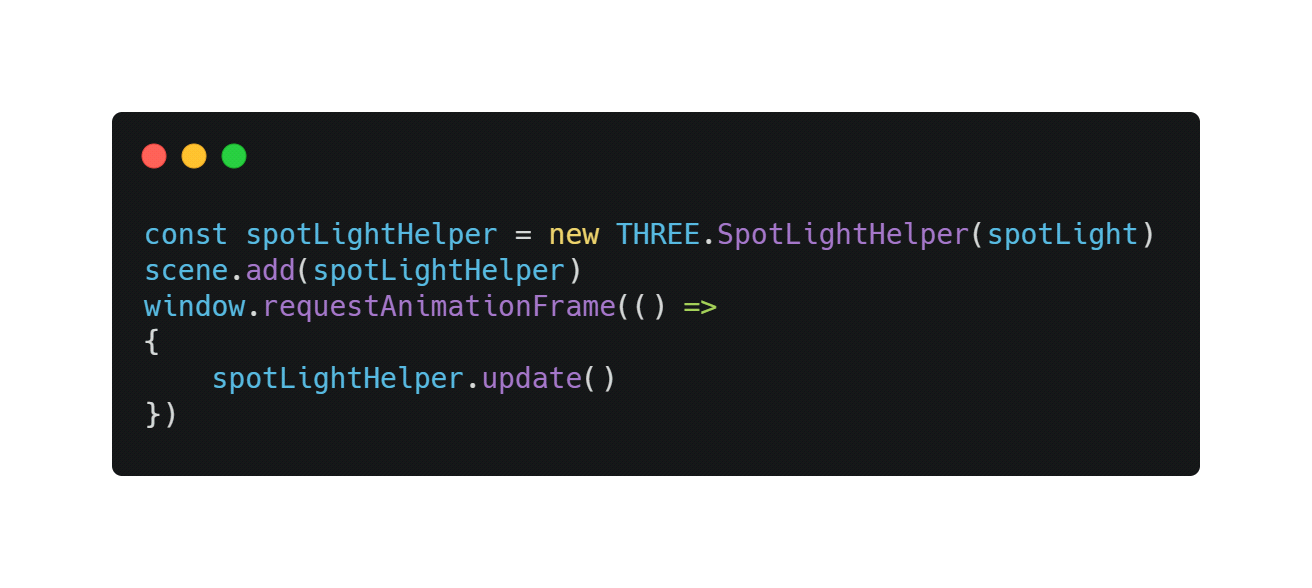 const spotLightHelper = new THREE.SpotLightHelper(spotLight)
scene.add(spotLightHelper)
window.requestAnimationFrame(() =>
{
    spotLightHelper.update()
})